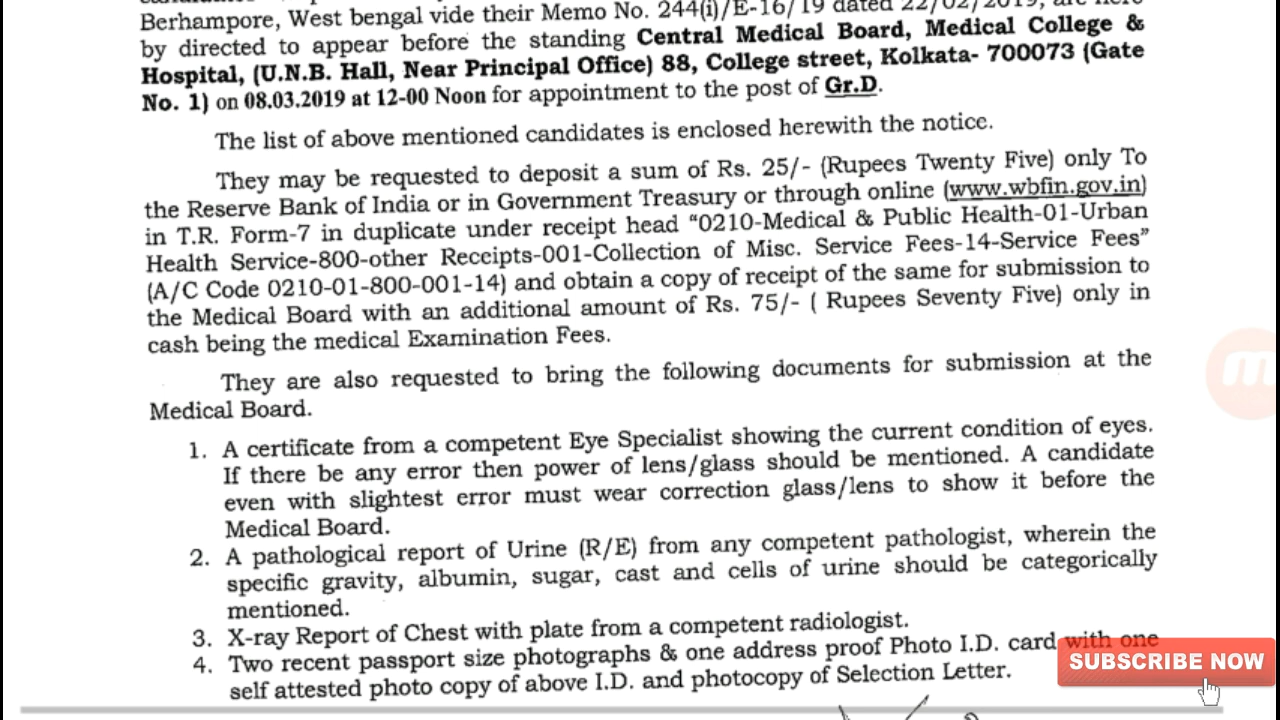 Berhampore, West bengal vide their Memo No. 244(i)/E-16/19 dated 22/02/2019, are here
by directed to appear before the standing Central Medical Board, Medical College &
Hospital, (U.N.B. Hall, Near Principal Office) 88, College street, Kolkata- 700073 (Gate
No. 1) on 08.03.2019 at 12-00 Noon for appointment to the post of Gr.D.
The list of above mentioned candidates is enclosed herewith the notice.
They may be requested to deposit a sum of Rs. 25/- (Rupees Twenty Five) only To
the Reserve Bank of India or in Government Treasury or through online (www.wbfin.gov.in)
in T.R. Form-7 in duplicate under receipt head "0210-Medical & Public Health-01-Urban
Health Service-800-other Receipts-001-Collection of Misc. Service Fees-14-Service Fees"
(A/C Code 0210-01-800-001-14) and obtain a copy of receipt of the same for submission to
the Medical Board with an additional amount of Rs. 75/- ( Rupees Seventy Five) only in
cash being the medical Examination Fees.
They are also requested to bring the following documents for submission at the
Medical Board.
1. A certificate from a competent Eye Specialist showing the current condition of eyes.
If there be any error then power of lens/glass should be mentioned. A candidate
even with slightest error must wear correction glass/lens to show it before the
Medical Board.
2. A pathological report of Urine (R/E) from any competent pathologist, wherein the
specific gravity, albumin, sugar, cast and cells of urine should be categorically
mentioned.
3. X-ray Report of Chest with plate from a competent radiologist.
4. Two recent passport size photographs & one address proof Photo I.D. card with one
self attested photo copy of above I.D. and photocopy of Selection Letter.
SUBSCRIBE NOW